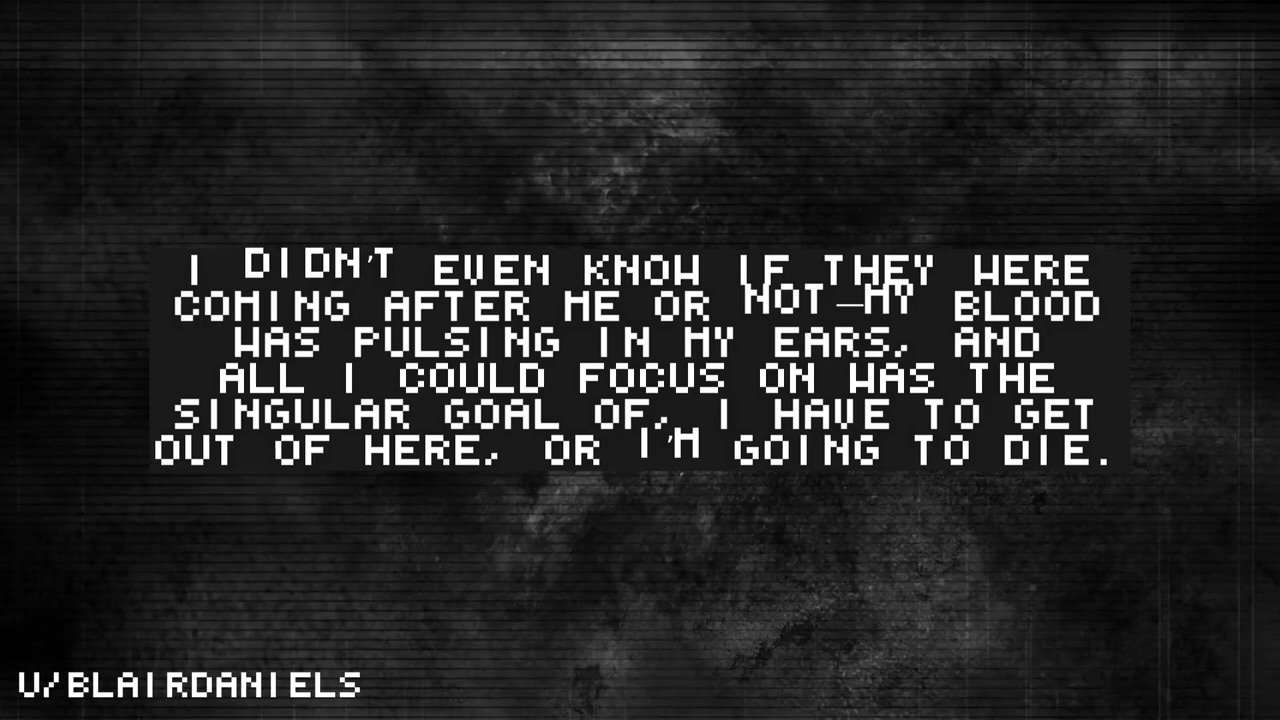 I DIDN'T EVEN KNOW IF THEY WERE
COMING AFTER ME OR NOT—MY BLOOD
WAS PULSING IN MY EARS, AND
ALL I COULD FOCUS ON WAS THE
SINGULAR GOAL OF, I HAVE TO GET
OUT OF HERE, OR I'M GOING TO DIE.
U/BLAIRDANIELS